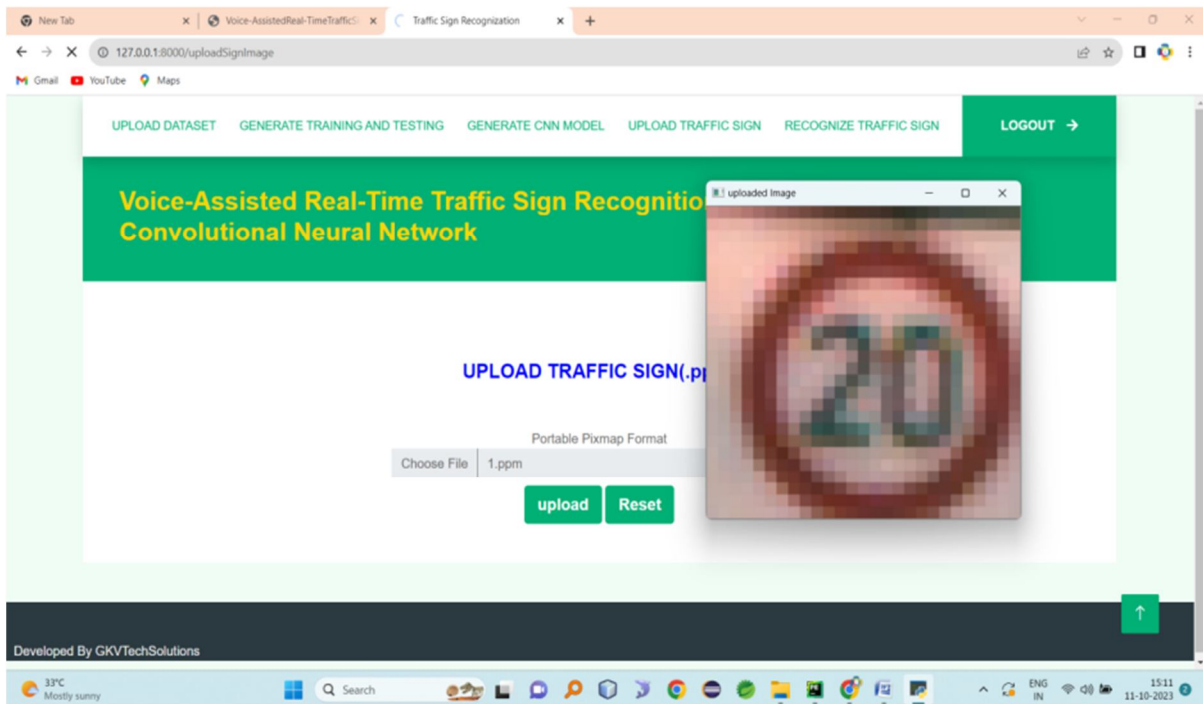 New Tab
Voice-AssistedReal-TimeTrafficS
Traffic Sign Recognization
127.0.0.1:8000/uploadSignImage
Gmail YouTube Maps
UPLOAD DATASET GENERATE TRAINING AND TESTING GENERATE CNN MODEL UPLOAD TRAFFIC SIGN RECOGNIZE TRAFFIC SIGN LOGOUT →
Voice-Assisted Real-Time Traffic Sign Recognitio
Convolutional Neural Network
uploaded Image
20
UPLOAD TRAFFIC SIGN(.pp
Portable Pixmap Format
Choose File 1.ppm
upload Reset
Developed By GKVTechSolutions
33°C
Mostly sunny
Search
ENG
IN
15:11
11-10-2023
2